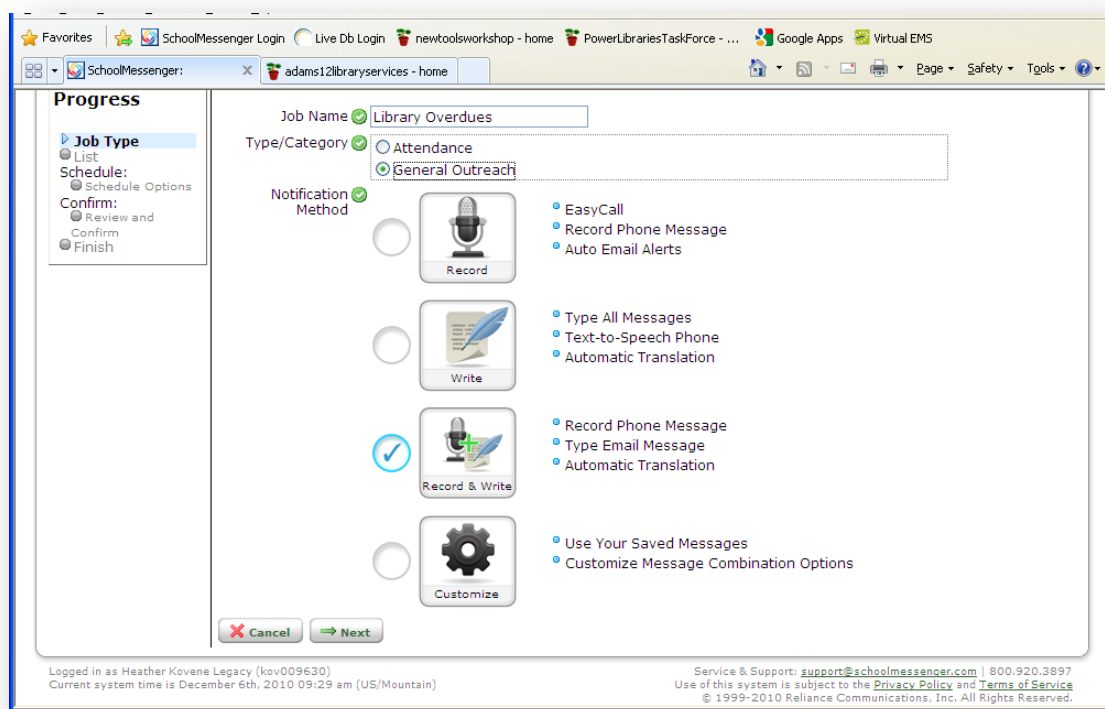 Favorites SchoolMessenger Login Live Db Login newtoolsworkshop - home PowerLibrariesTaskForce - ... Google Apps Virtual EMS
SchoolMessenger: X adams12libraryservices - home Page Safety Tools
Progress
Job Type
List
Schedule:
Schedule Options
Confirm:
Review and
Confirm
Finish
Job Name Library Overdues
Type/Category Attendance
General Outreach
Notification
Method
Record
EasyCall
Record Phone Message
Auto Email Alerts
Write
Type All Messages
Text-to-Speech Phone
Automatic Translation
Record & Write
Record Phone Message
Type Email Message
Automatic Translation
Customize
Use Your Saved Messages
Customize Message Combination Options
Cancel Next
Logged in as Heather Kovene Legacy (kov009630)
Current system time is December 6th, 2010 09:29 am (US/Mountain)
Service & Support: support@schoolmessenger.com | 800.920.3897
Use of this system is subject to the Privacy Policy and Terms of Service
© 1999-2010 Reliance Communications, Inc. All Rights Reserved.